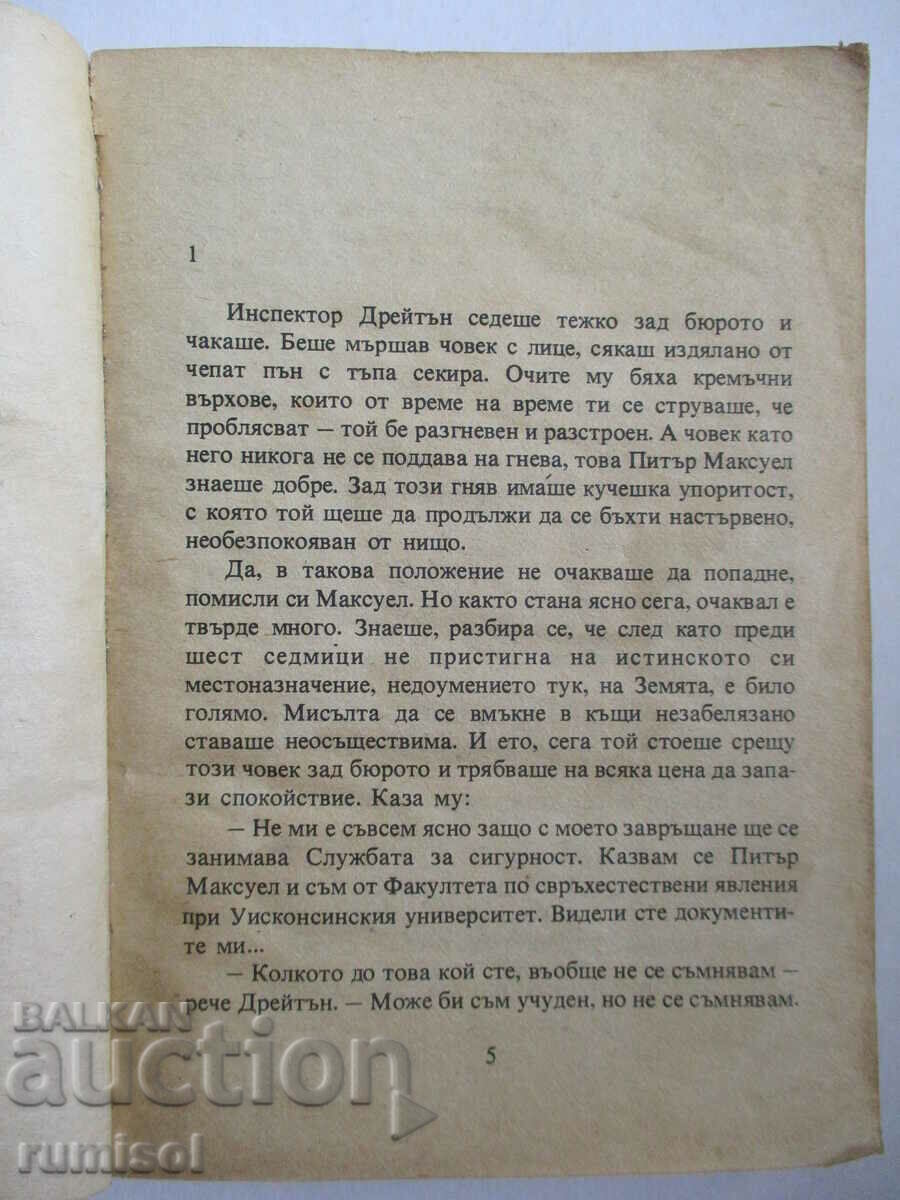 1
Инспектор Дрейтън седеше тежко зад бюрото и
чакаше. Беше мършав човек с лице, сякаш издялано от
чепат пън с тъпа секира. Очите му бяха кремъчни
върхове, които от време на време ти се струваше, че
проблясват — той бе разгневен и разстроен. А човек като
него никога не се поддава на гнева, това Питър Максуел
знаеше добре. Зад този гняв имаше кучешка упоритост,
с която той щеше да продължи да се бъхти настървено,
необезпокояван от нищо.
Да, в такова положение не очакваше да попадне,
помисли си Максуел. Но както стана ясно сега, очаквал е
твърде много. Знаеше, разбира се, че след като преди
шест седмици не пристигна на истинското си
местоназначение, недоумението тук, на Земята, е било
голямо. Мисълта да се вмъкне в къщи незабелязано
ставаше неосъществима. И ето, сега той стоеше срещу
този човек зад бюрото и трябваше на всяка цена да запа-
зи спокойствие. Каза му:
— Не ми е съвсем ясно защо с моето завръщане ще се
занимава Службата за сигурност. Казвам се Питър
Максуел и съм от Факултета по свръхестествени явления
при Уисконсинския университет. Видели сте документи-
те ми...
— Колкото до това кой сте, въобще не се съмнявам —
рече Дрейтън. — Може би съм учуден, но не се съмнявам.
5
BALKAN
auction
rumisol